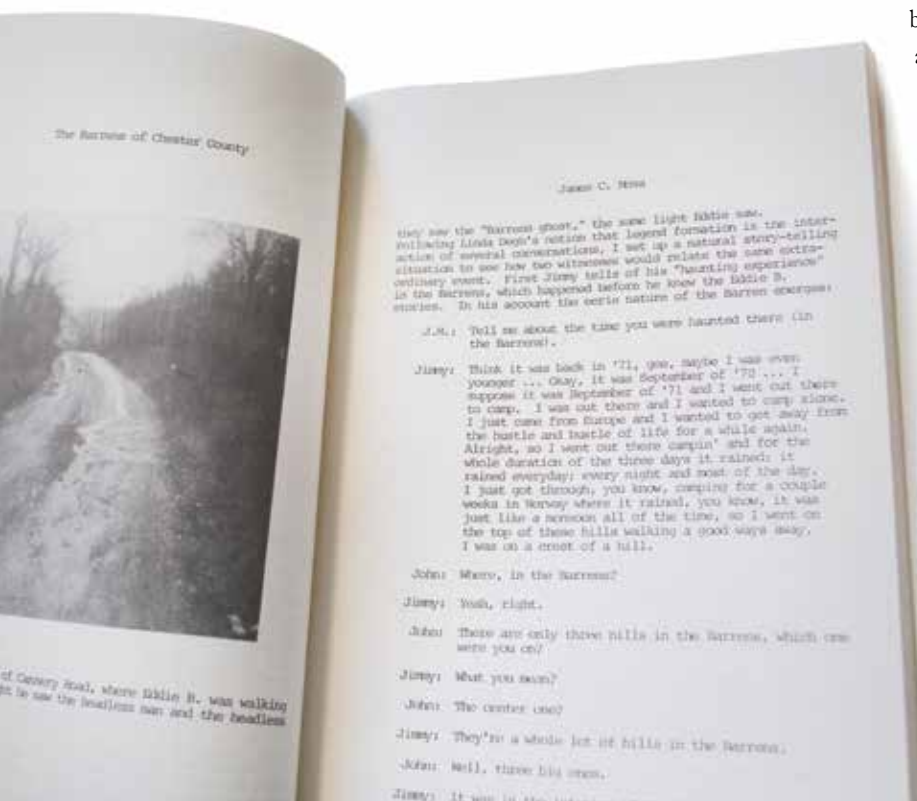 The Barrens of Chester County
of Cannery Road, where Eddie B. was walking
he saw the headless man and the headless
James C.
they saw the "Barrens ghost," the same light Eddie saw.
Following Linda Degh's notion that legend formation is the inter-
action of several conversations, I set up a natural story-telling
situation to see how two witnesses would relate the same extra-
ordinary event. First Jimmy tells of his "haunting experience"
in the Barrens, which happened before he knew the Eddie B.
stories. In his account the eerie nature of the Barren emerges:
J.M.: Tell me about the time you were haunted there (in
the Barrens).
Jimmy: Think it was back in '71, gee, maybe I was even
younger ... Okay, it was September of '70 ... I
suppose it was September of '71 and I went out there
to camp. I was out there and I wanted to camp alone.
I just came from Europe and I wanted to get away from
the hustle and bustle of life for a while again.
Alright, so I went out there campin' and for the
whole duration of the three days it rained; it
rained everyday; every night and most of the day.
I just got through, you know, camping for a couple
weeks in Norway where it rained, you know, it was
just like a monsoon all of the time, so I went on
the top of these hills walking a good ways away.
I was on a crest of a hill.
John: Where, in the Barrens?
Jimmy: Yeah, right.
John: There are only three hills in the Barrens, which one
were you on?
Jimmy: What you mean?
John: The center one?
Jimmy: They're a whole lot of hills in the Barrens.
John: Well, three big ones.
Jimmy: It was in the